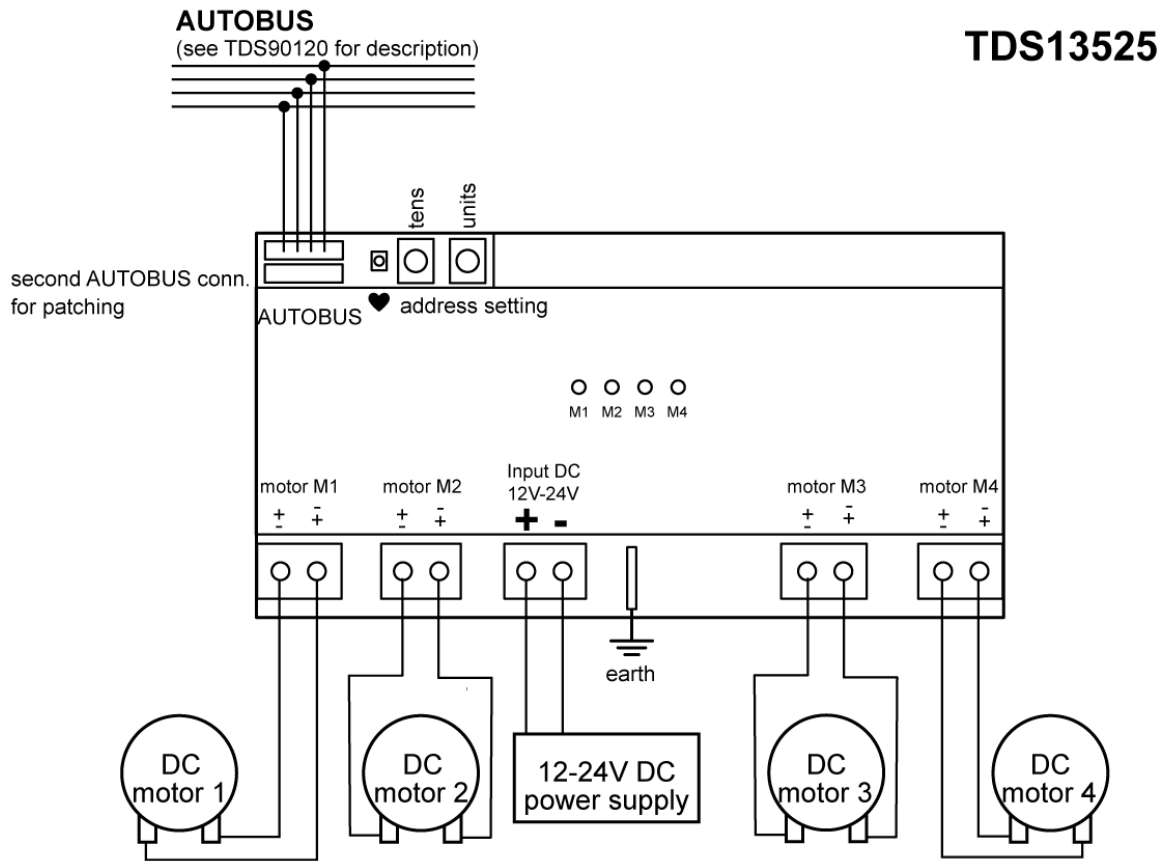 AUTOBUS
(see TDS90120 for description)
TDS13525
tens
units
second AUTOBUS conn.
for patching
AUTOBUS
♥ address setting
M1 M2 M3 M4
motor M1
motor M2
Input DC
12V-24V
motor M3
motor M4
+ -
- +
+ -
- +
+ -
+ -
- +
+ -
- +
earth
DC
motor 1
DC
motor 2
12-24V DC
power supply
DC
motor 3
DC
motor 4